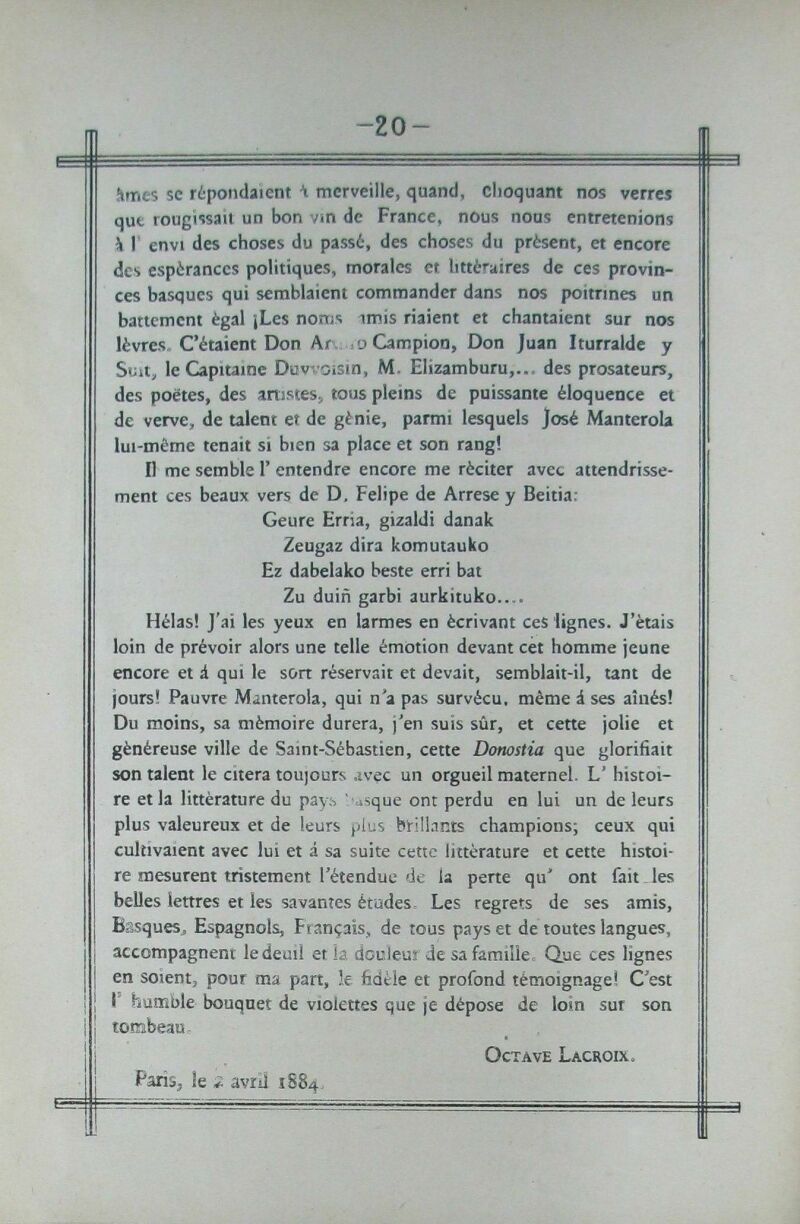 -20-
âmes se répondaient à merveille, quand, choquant nos verres
que rougissait un bon vin de France, nous nous entretenions
à l' envi des choses du passé, des choses du prèsent, et encore
des espèrances politiques, morales et littèraires de ces provin-
ces basques qui semblaient commander dans nos poitrines un
battement ègal ¡Les noms amis riaient et chantaient sur nos
lèvres. C'étaient Don Campion, Don Juan Iturralde y
Suit, le Capitaine Duvvoisin, M. Elizamburu,... des prosateurs,
des poëtes, des artistes, tous pleins de puissante éloquence et
de verve, de talent et de gènie, parmi lesquels José Manterola
lui-même tenait si bien sa place et son rang!
Il me semble l' entendre encore me rèciter avec attendrisse-
ment ces beaux vers de D. Felipe de Arrese y Beitia:
Geure Erria, gizaldi danak
Zeugaz dira komutauko
Ez dabelako beste erri bat
Zu duiñ garbi aurkituko....
Hélas! J'ai les yeux en larmes en ècrivant ces lignes. J'ètais
loin de prévoir alors une telle émotion devant cet homme jeune
encore et á qui le sort réservait et devait, semblait-il, tant de
jours! Pauvre Manterola, qui n'a pas survécu, même á ses aînés!
Du moins, sa mèmoire durera, j'en suis sûr, et cette jolie et
gènéreuse ville de Saint-Sébastien, cette Donostia que glorifiait
son talent le citera toujours avec un orgueil maternel. L' histoi-
re et la littèrature du pays basque ont perdu en lui un de leurs
plus valeureux et de leurs plus brillants champions; ceux qui
cultivaient avec lui et á sa suite cette littèrature et cette histoi-
re mesurent tristement l'étendue de la perte qu' ont fait les
belles lettres et les savantes études. Les regrets de ses amis,
Basques, Espagnols, Français, de tous pays et de toutes langues,
accompagnent le deuil et la douleur de sa famille. Que ces lignes
en soient, pour ma part, le fidèle et profond témoignage! C'est
l' humble bouquet de violettes que je dépose de loin sur son
tombeau.
OCTAVE LACROIX.
Paris, le 2 avril 1884.